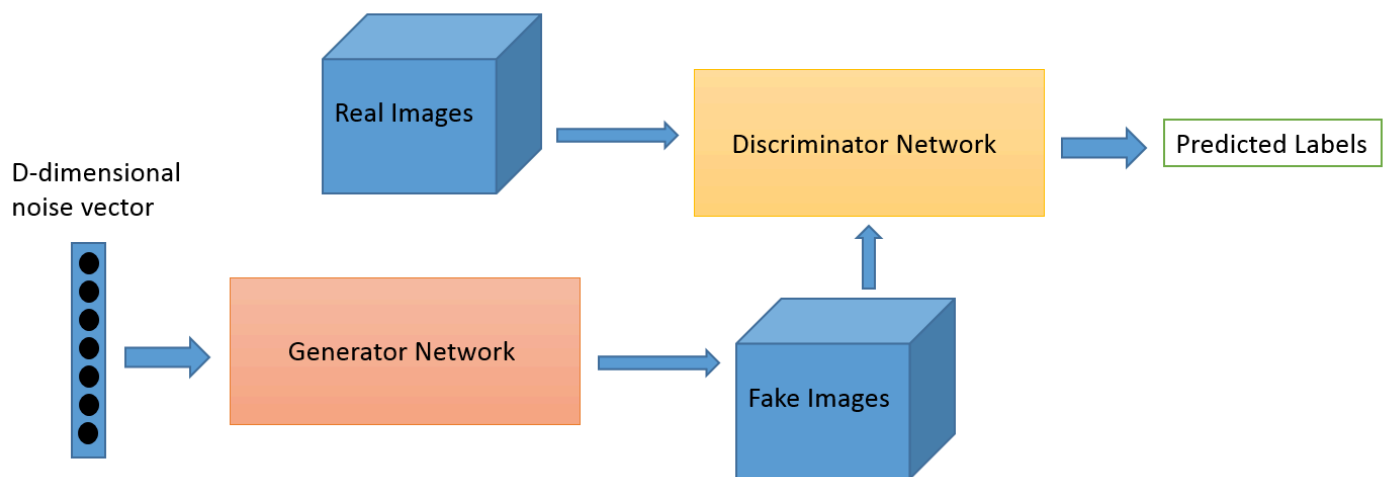 Real Images
Discriminator Network
Predicted Labels
D-dimensional
noise vector
Generator Network
Fake Images